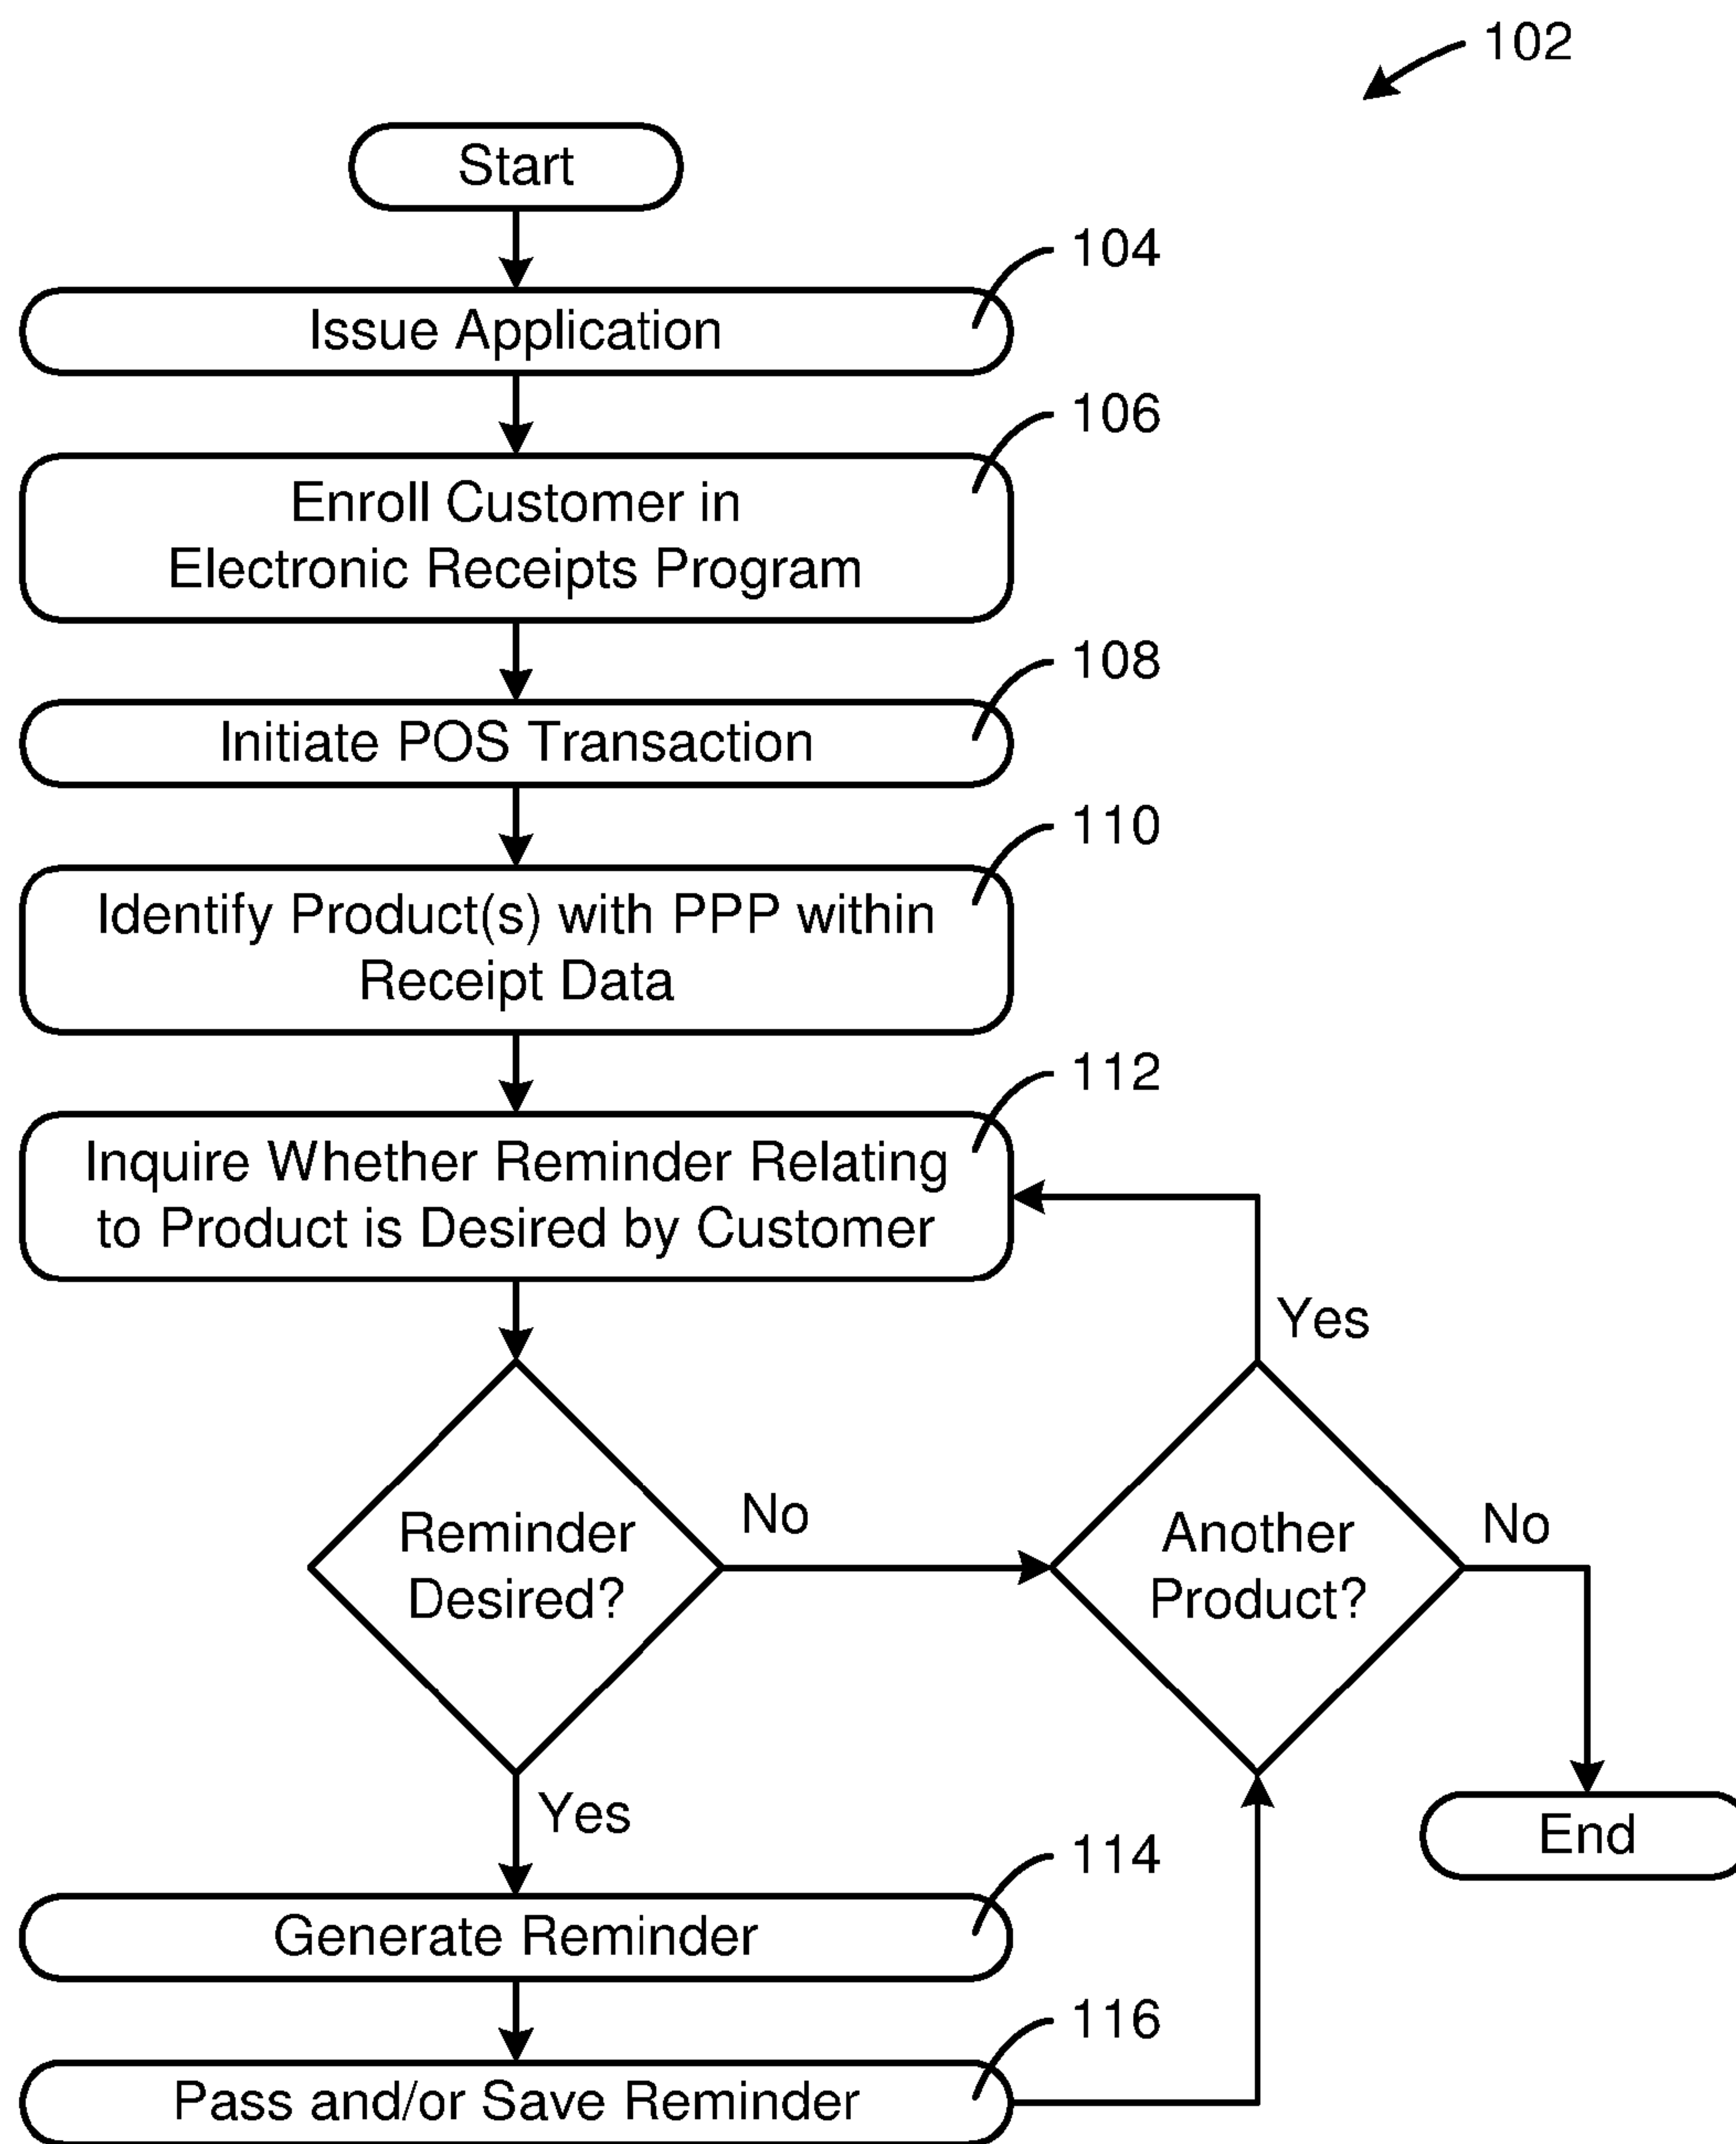 102
Start
104
Issue Application
106
Enroll Customer in
Electronic Receipts Program
108
Initiate POS Transaction
110
Identify Product(s) with PPP within
Receipt Data
112
Inquire Whether Reminder Relating
to Product is Desired by Customer
Yes
Reminder
Desired?
No
Another
Product?
No
Yes
End
114
Generate Reminder
116
Pass and/or Save Reminder